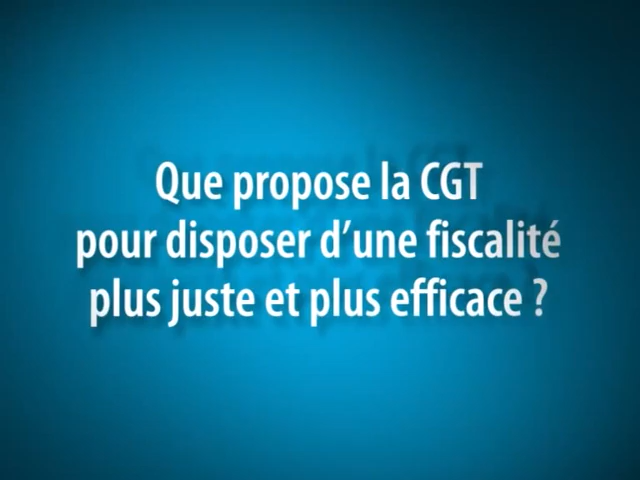 Que propose la CGT
pour disposer d’une fiscalité
plus juste et plus efficace ?